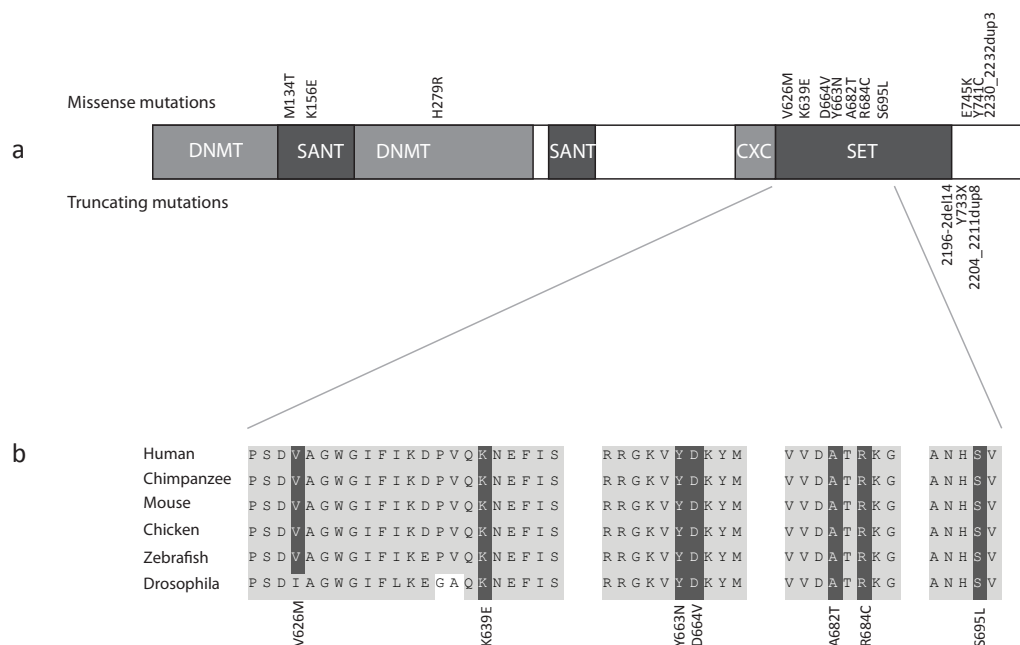 M134T
K156E
H279R
V626M
K639E
D664V
Y663N
A682T
R684C
S695L
E745K
Y741C
2230_2232dup3
Missense mutations
a
DNMT SANT DNMT SANT CXC SET
Truncating mutations
2196-2del14
Y733X
2204_2211dup8
b
Human P S D V A G W G I F I K D P V Q K N E F I S R R G K V Y D K Y M V V D A T R K G A N H S V
Chimpanzee P S D V A G W G I F I K D P V Q K N E F I S R R G K V Y D K Y M V V D A T R K G A N H S V
Mouse P S D V A G W G I F I K D P V Q K N E F I S R R G K V Y D K Y M V V D A T R K G A N H S V
Chicken P S D V A G W G I F I K D P V Q K N E F I S R R G K V Y D K Y M V V D A T R K G A N H S V
Zebrafish P S D V A G W G I F I K E P V Q K N E F I S R R G K V Y D K Y M V V D A T R K G A N H S V
Drosophila P S D I A G W G I F L K E G A Q K N E F I S R R G K V Y D K Y M V V D A T R K G A N H S V
V626M
K639E
Y663N
D664V
A682T
R684C
S695L